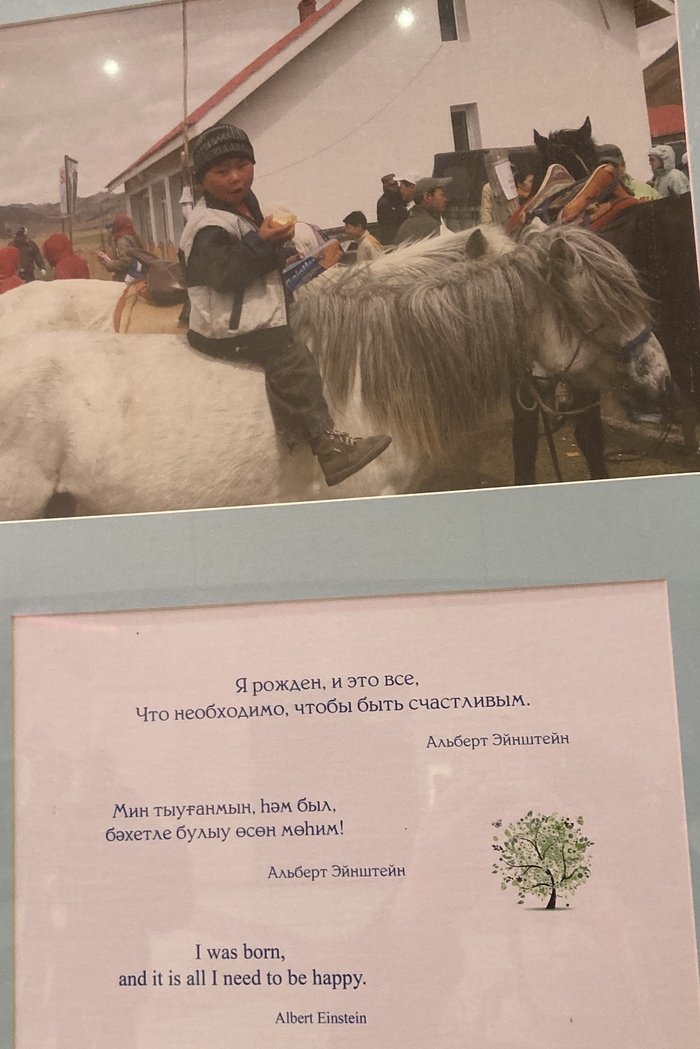 Я рожден, и это все,
Что необходимо, чтобы быть счастливым.
Альберт Эйнштейн
Мин тыуғанмын, һәм был,
бәхетле булыу өсөн мөһим!
Альберт Эйнштейн
I was born,
and it is all I need to be happy.
Albert Einstein